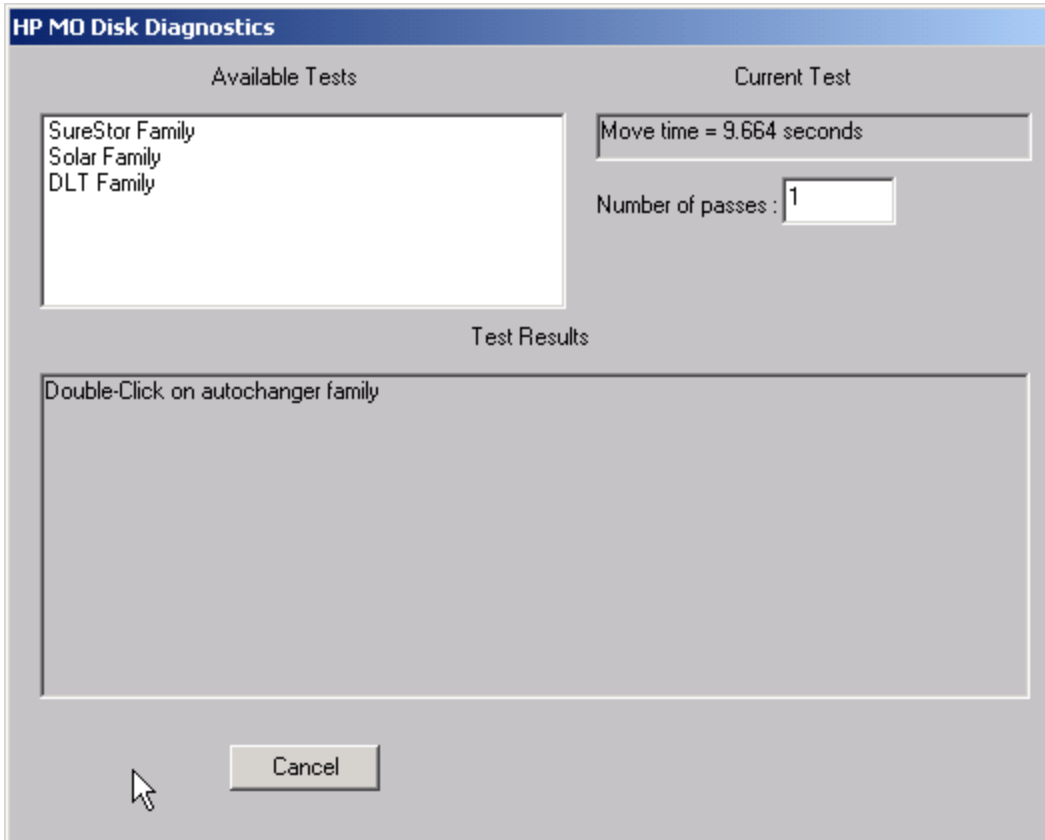 HP MO Disk Diagnostics
Available Tests
SureStor Family
Solar Family
DLT Family
Current Test
Move time = 9.664 seconds
Number of passes : 1
Test Results
Double-Click on autochanger family
Cancel